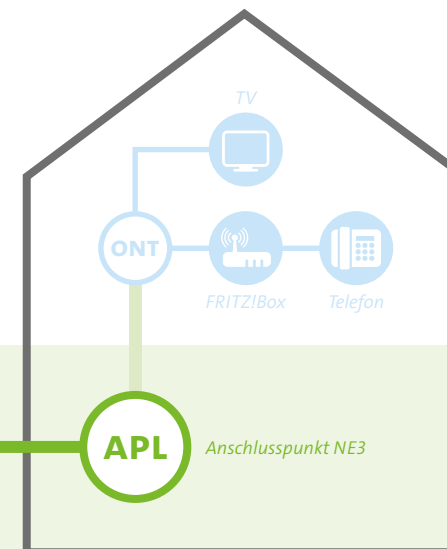 TV
ONT
FRITZ!Box
Telefon
APL
Anschlusspunkt NE3